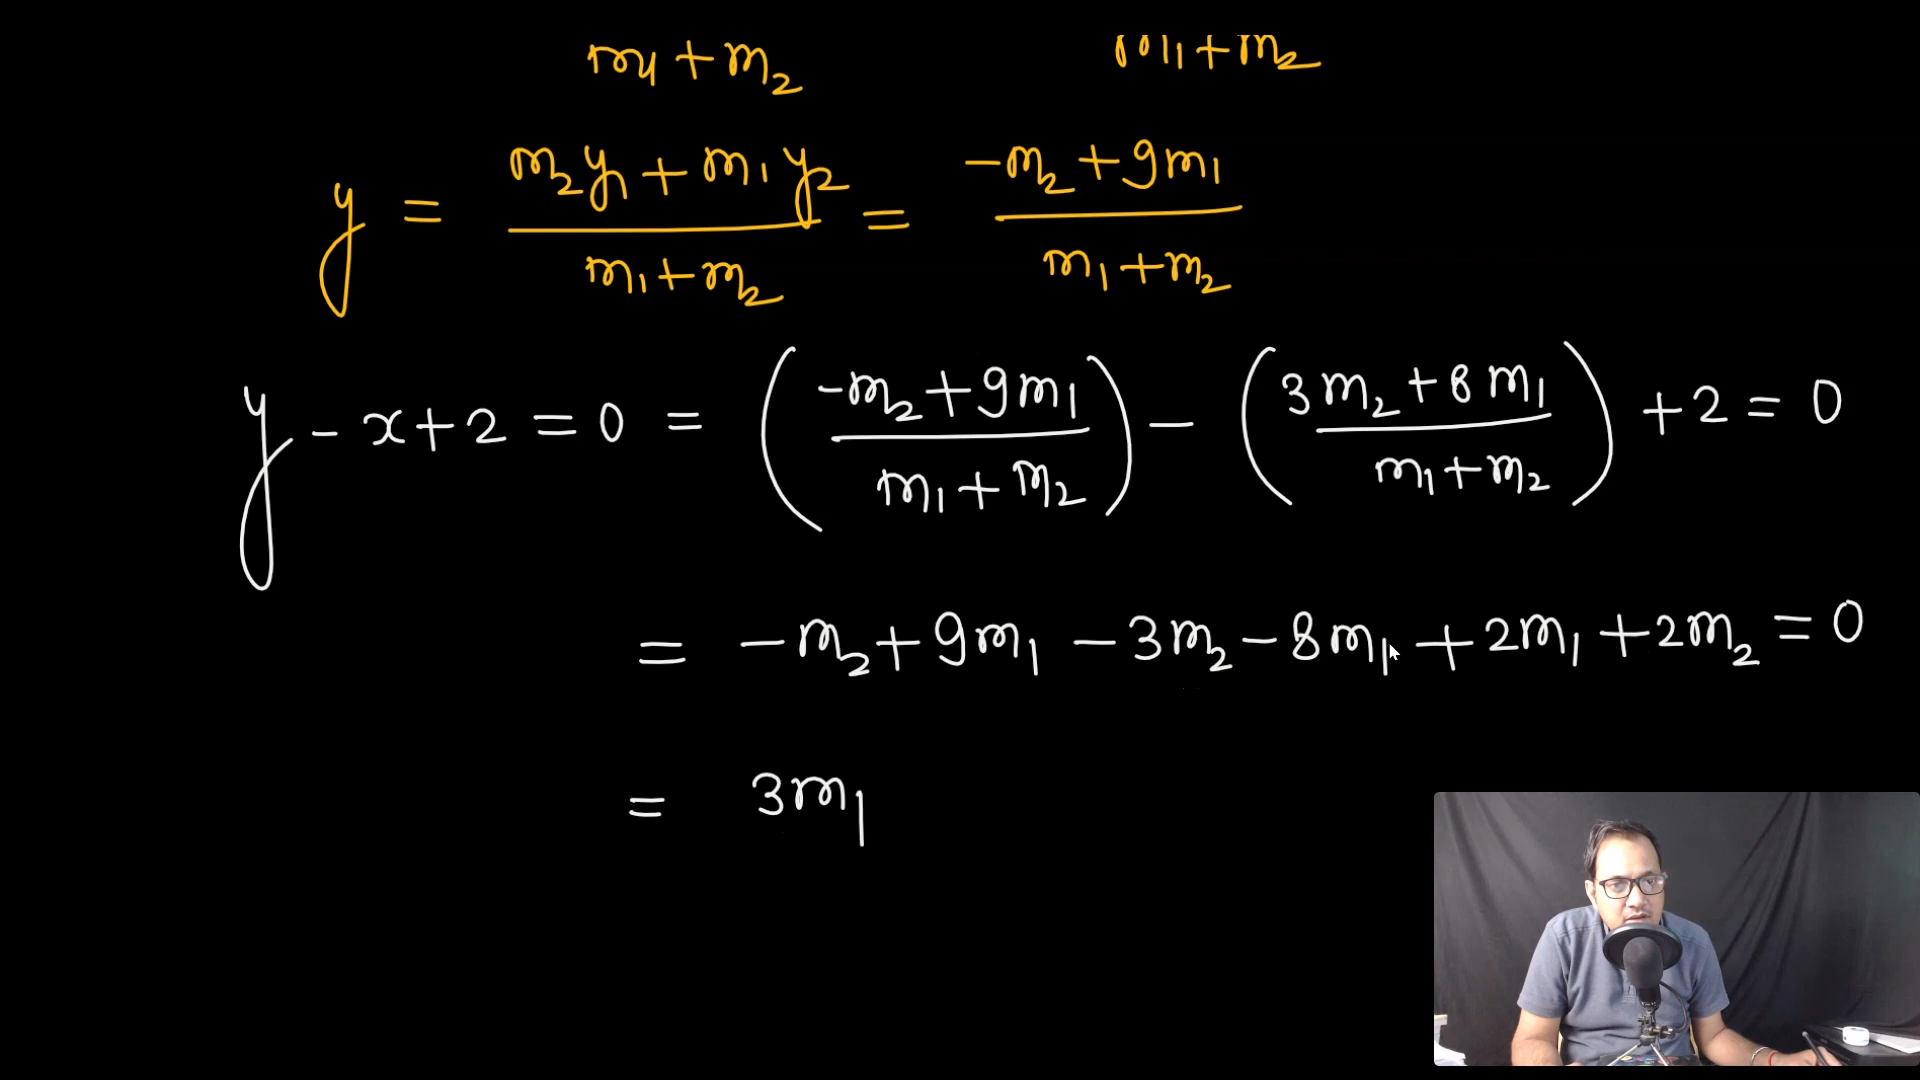 m1 + m2 m1 + m2
y = m2y1 + m1y2 / m1 + m2 = -m2 + 9m1 / m1 + m2
y - x + 2 = 0 = (-m2 + 9m1 / m1 + m2) - (3m2 + 8m1 / m1 + m2) + 2 = 0
= -m2 + 9m1 - 3m2 - 8m1 + 2m1 + 2m2 = 0
= 3m1